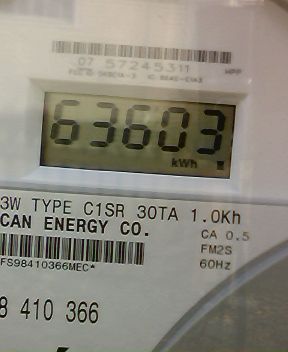 07 57245311
63603
kWh
3W TYPE C1SR 30TA 1.0Kh
CAN ENERGY CO.
CA 0.5
FM2S
FS98410366MEC*
60Hz
8 410 366